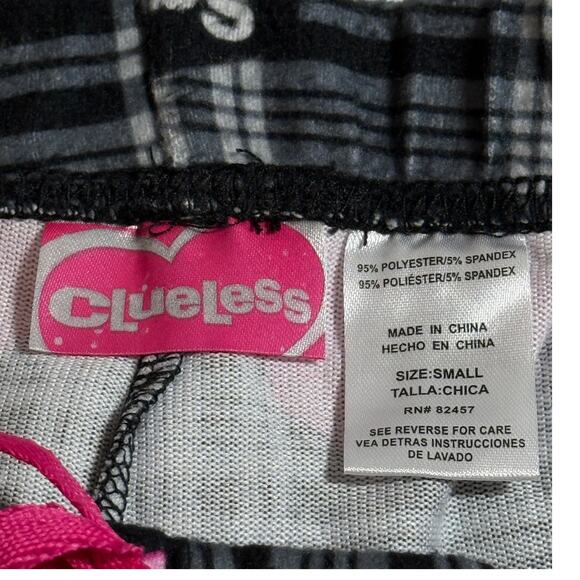 CLUELESS
95% POLYESTER/5% SPANDEX
95% POLIÉSTER/5% SPANDEX
MADE IN CHINA
HECHO EN CHINA
SIZE:SMALL
TALLA:CHICA
RN# 82457
SEE REVERSE FOR CARE
VEA DETRAS INSTRUCCIONES
DE LAVADO